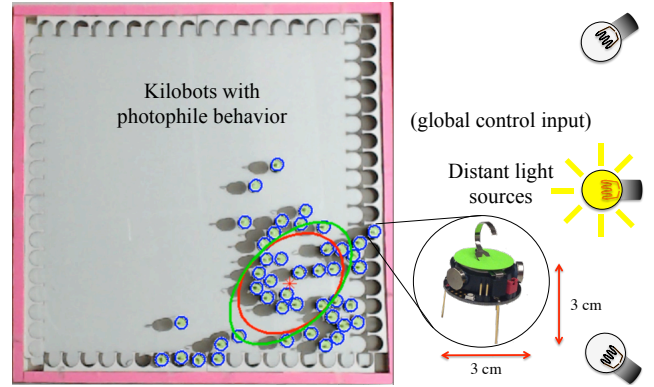 Kilobots with
photophile behavior
(global control input)
Distant light
sources
3 cm
3 cm